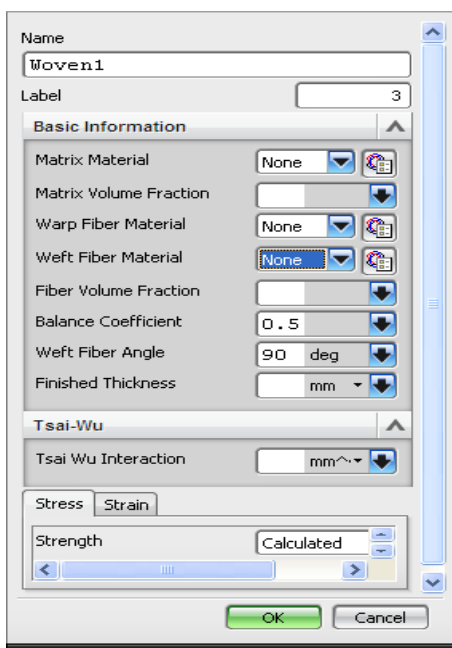 Name
Woven1
Label 3
Basic Information
Matrix Material None
Matrix Volume Fraction
Warp Fiber Material None
Weft Fiber Material None
Fiber Volume Fraction
Balance Coefficient 0.5
Weft Fiber Angle 90 deg
Finished Thickness mm
Tsai-Wu
Tsai Wu Interaction mm^
Stress Strain
Strength Calculated
OK Cancel